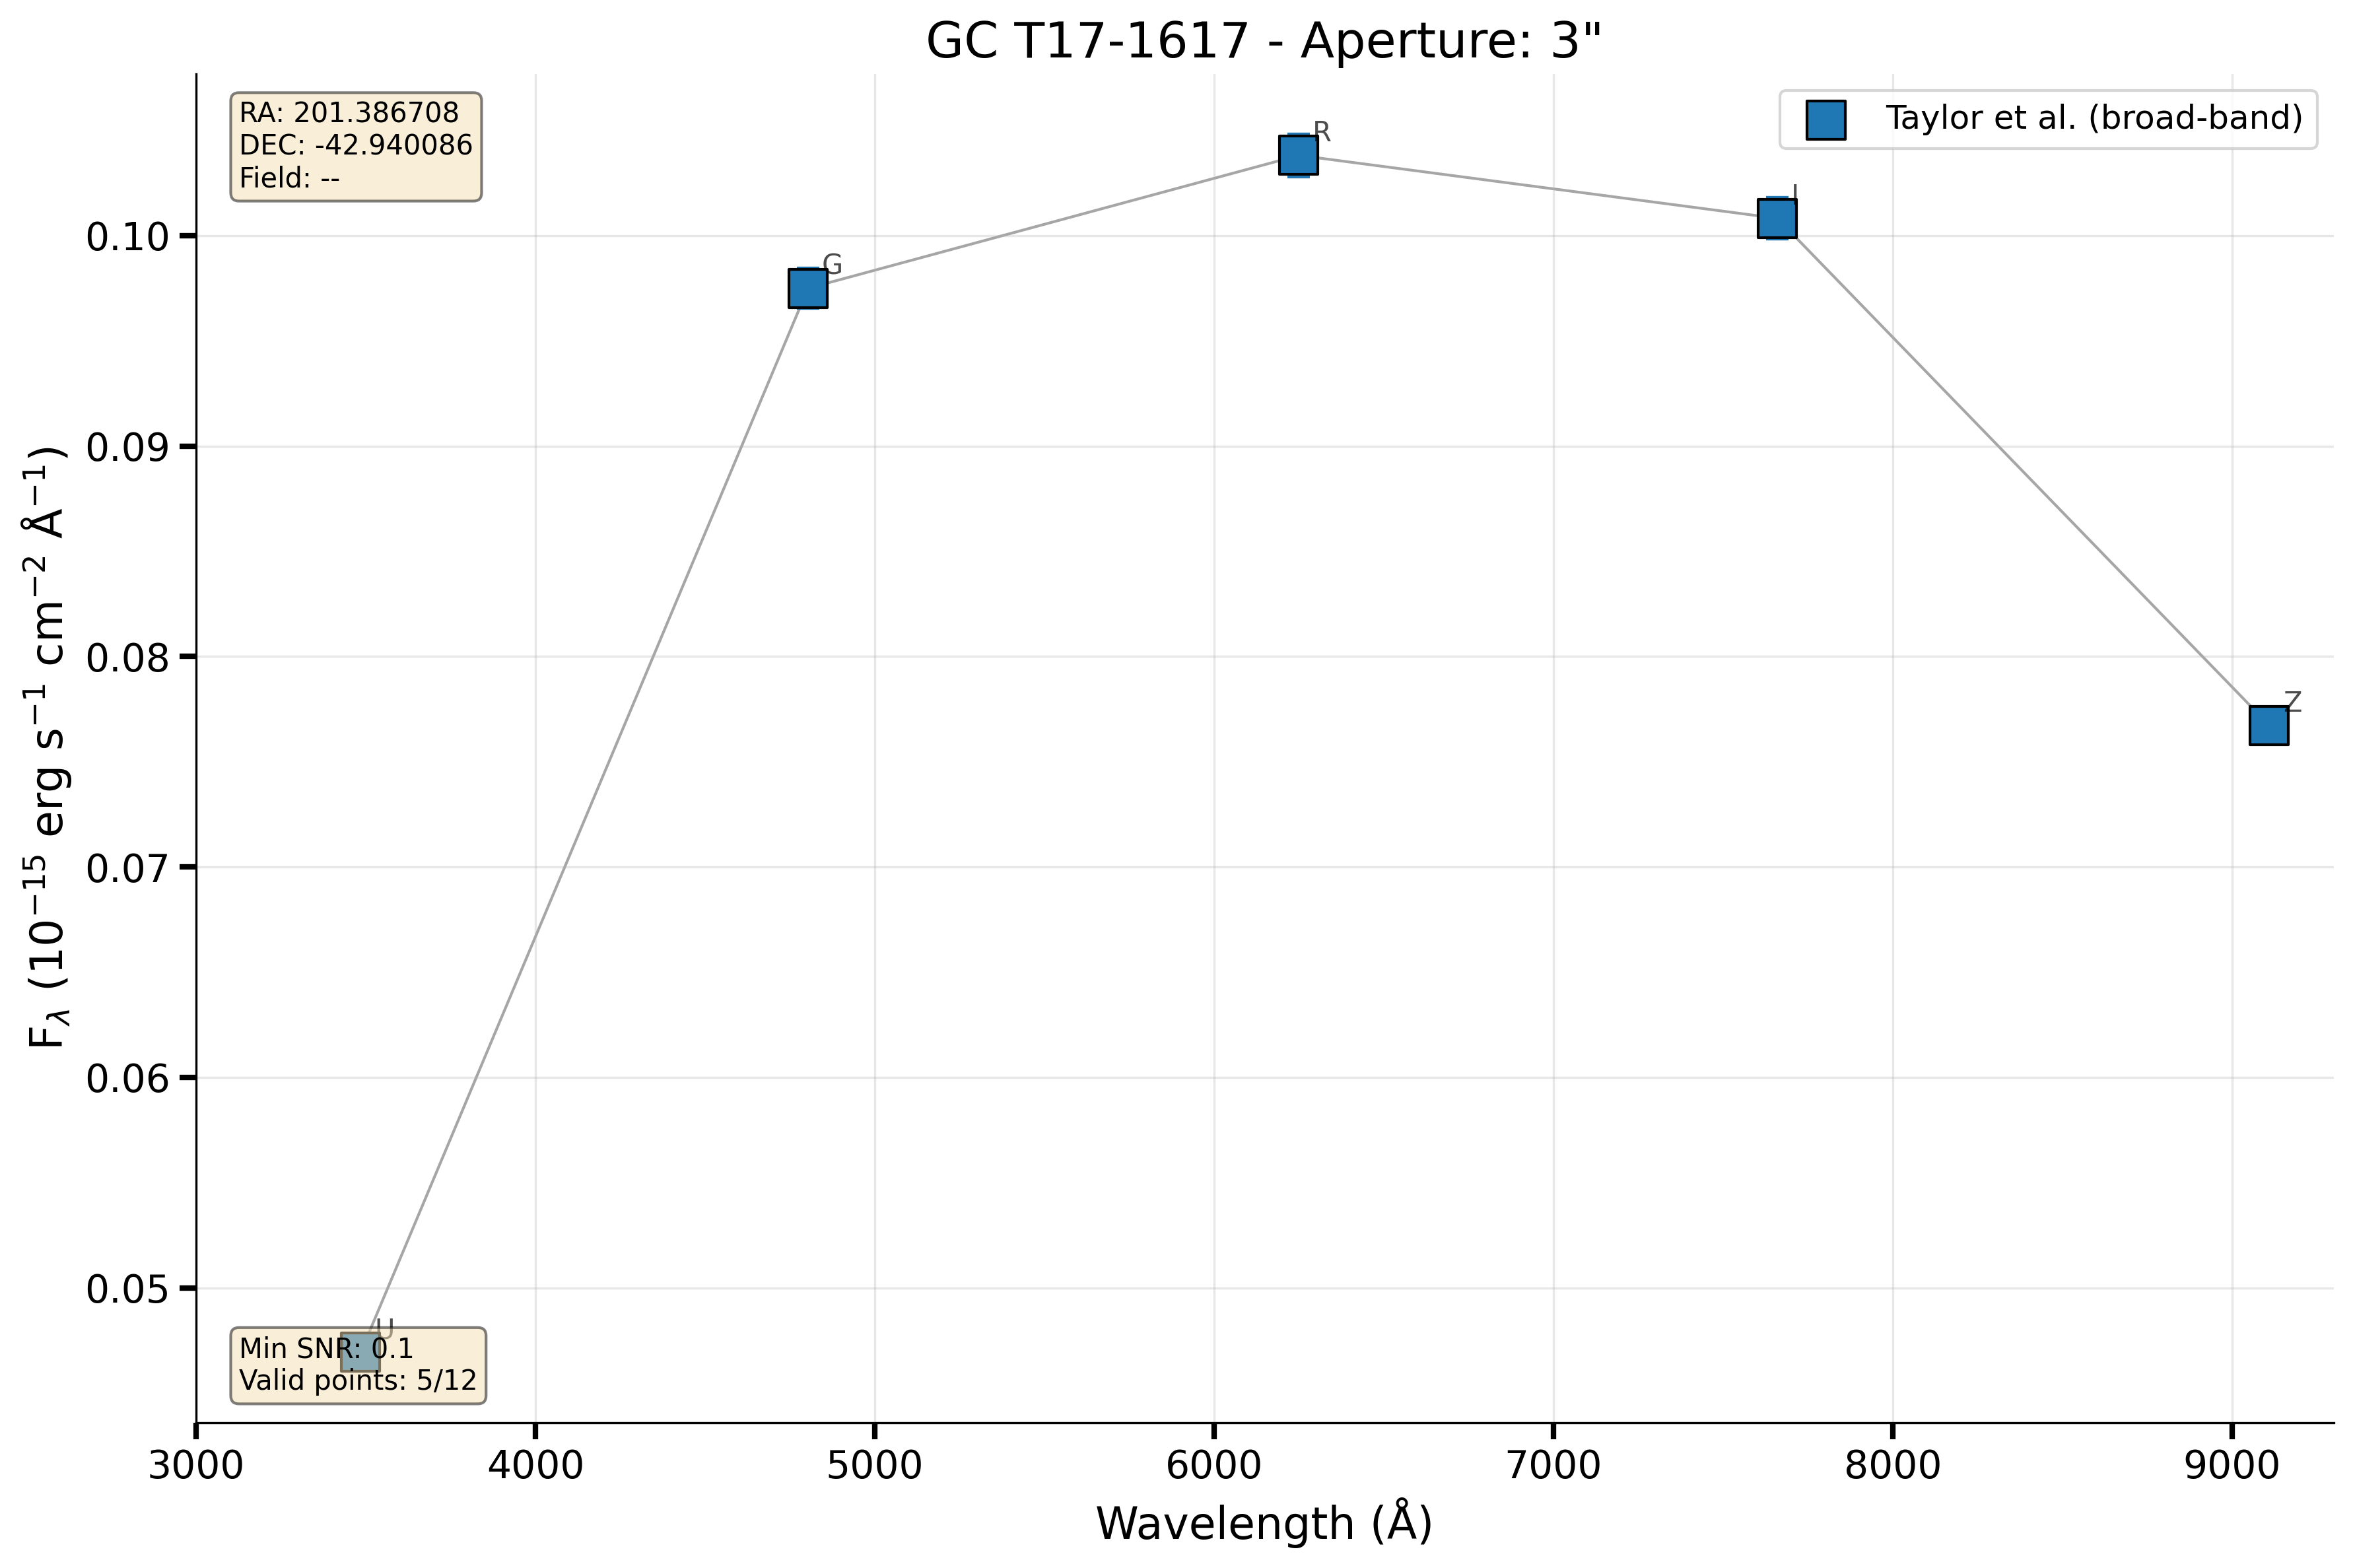 GC T17-1617 - Aperture: 3"
RA: 201.386708
DEC: -42.940086
Field: --
Taylor et al. (broad-band)
R
I
G
Z
U
0.10
0.09
0.08
0.07
0.06
0.05
F_λ (10⁻¹⁵ erg s⁻¹ cm⁻² Å⁻¹)
Min SNR: 0.1
Valid points: 5/12
3000 4000 5000 6000 7000 8000 9000
Wavelength (Å)